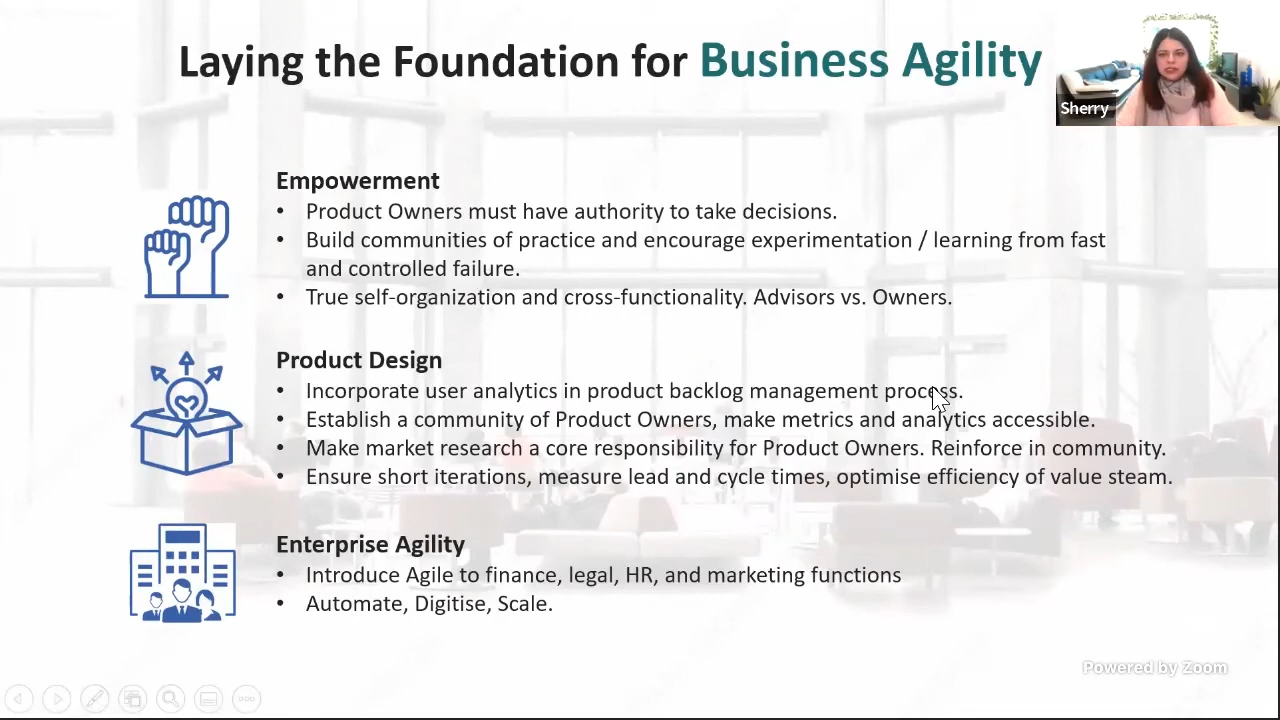 Laying the Foundation for Business Agility
Sherry
Empowerment
• Product Owners must have authority to take decisions.
• Build communities of practice and encourage experimentation / learning from fast
and controlled failure.
• True self-organization and cross-functionality. Advisors vs. Owners.
Product Design
• Incorporate user analytics in product backlog management process.
• Establish a community of Product Owners, make metrics and analytics accessible.
• Make market research a core responsibility for Product Owners. Reinforce in community.
• Ensure short iterations, measure lead and cycle times, optimise efficiency of value steam.
Enterprise Agility
• Introduce Agile to finance, legal, HR, and marketing functions
• Automate, Digitise, Scale.
Powered by Zoom